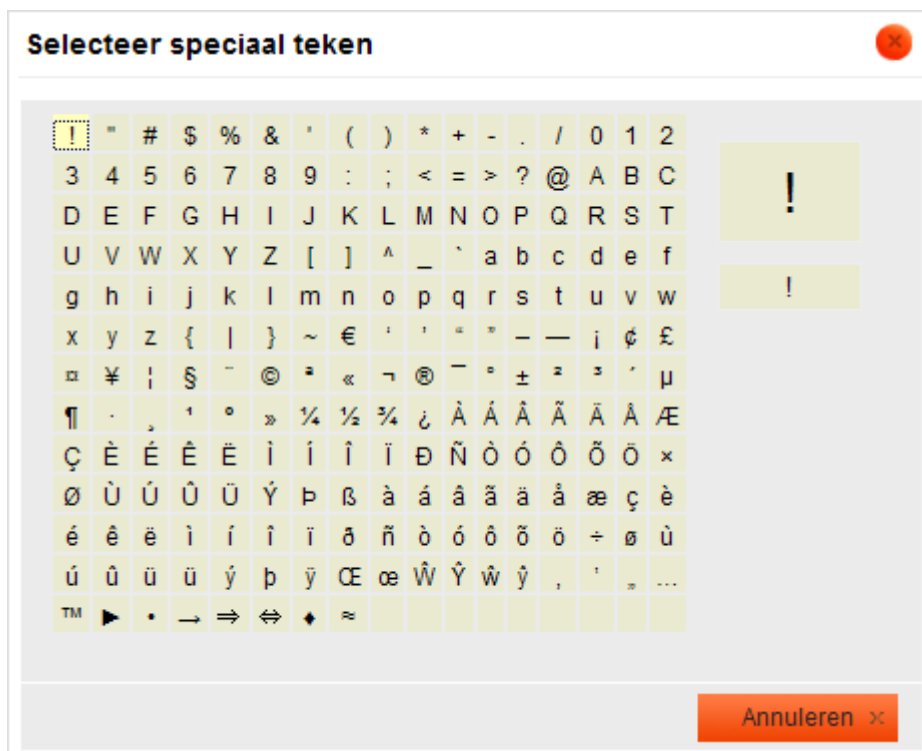 Selecteer speciaal teken
! " # $ % & ' ( ) * + - . / 0 1 2
3 4 5 6 7 8 9 : ; < = > ? @ A B C
D E F G H I J K L M N O P Q R S T
U V W X Y Z [ ] ^ _ ` a b c d e f
g h i j k l m n o p q r s t u v w
x y z { | } ~ € ‘ ’ “ ” – — ¡ ¢ £
¤ ¥ ¦ § ¨ © ª « ¬ ® ¯ ° ± ² ³ ´ µ
¶ · ¸ ¹ º » ¼ ½ ¾ ¿ À Á Â Ã Ä Å Æ
Ç È É Ê Ë Ì Í Î Ï Ð Ñ Ò Ó Ô Õ Ö ×
Ø Ù Ú Û Ü Ý Þ ß à á â ã ä å æ ç è
é ê ë ì í î ï ð ñ ò ó ô õ ö ÷ ø ù
ú û ü ü ý þ ÿ Œ œ Ŵ Ŷ ŵ ŷ ‚ ‛ „ …
™ ► • → ⇒ ⇔ ♦ ≈
!
!
Annuleren ×